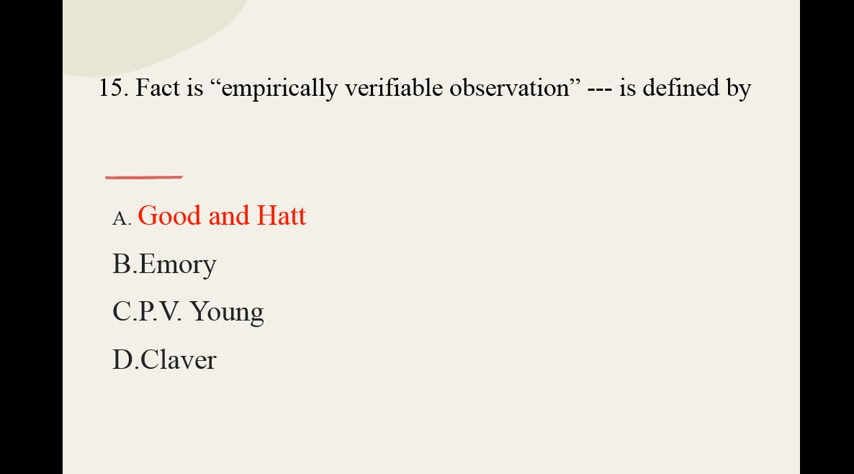 15. Fact is “empirically verifiable observation” --- is defined by
A. Good and Hatt
B.Emory
C.P.V. Young
D.Claver